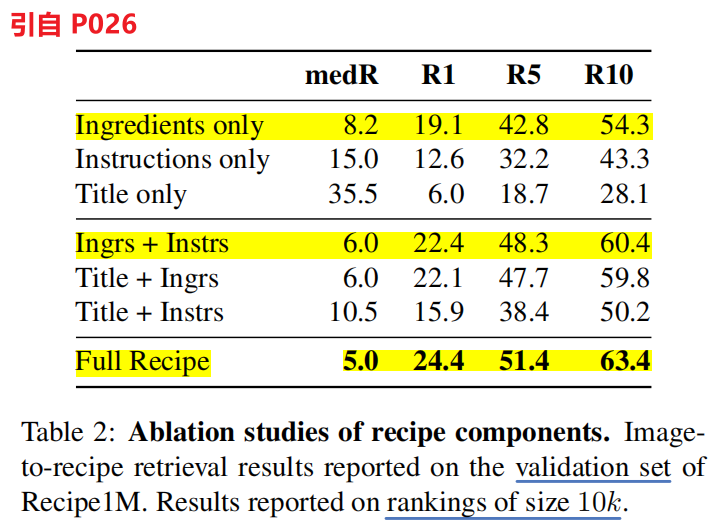 引自 P026
medR R1 R5 R10
Ingredients only 8.2 19.1 42.8 54.3
Instructions only 15.0 12.6 32.2 43.3
Title only 35.5 6.0 18.7 28.1
Ingrs + Instrs 6.0 22.4 48.3 60.4
Title + Ingrs 6.0 22.1 47.7 59.8
Title + Instrs 10.5 15.9 38.4 50.2
Full Recipe 5.0 24.4 51.4 63.4
Table 2: Ablation studies of recipe components. Image-
to-recipe retrieval results reported on the validation set of
Recipe1M. Results reported on rankings of size 10k.